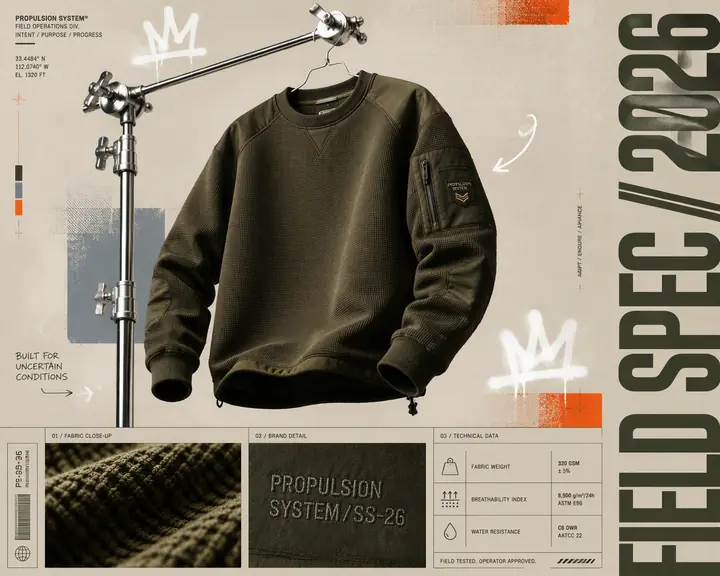 PROPULSION SYSTEM®
FIELD OPERATIONS DIV.
INTENT / PURPOSE / PROGRESS
33.4484° N
112.0740° W
EL. 1320 FT
PROPULSION
SYSTEM
ADAPT / ENDURE / ADVANCE
BUILT FOR
UNCERTAIN
CONDITIONS
FIELD SPEC // 2026
01 / FABRIC CLOSE-UP
02 / BRAND DETAIL
PROPULSION
SYSTEM/SS-26
03 / TECHNICAL DATA
FABRIC WEIGHT
320 GSM
± 5%
BREATHABILITY INDEX
8,500 g/m²/24h
ASTM E96
WATER RESISTANCE
C6 DWR
AATCC 22
FIELD TESTED. OPERATOR APPROVED.